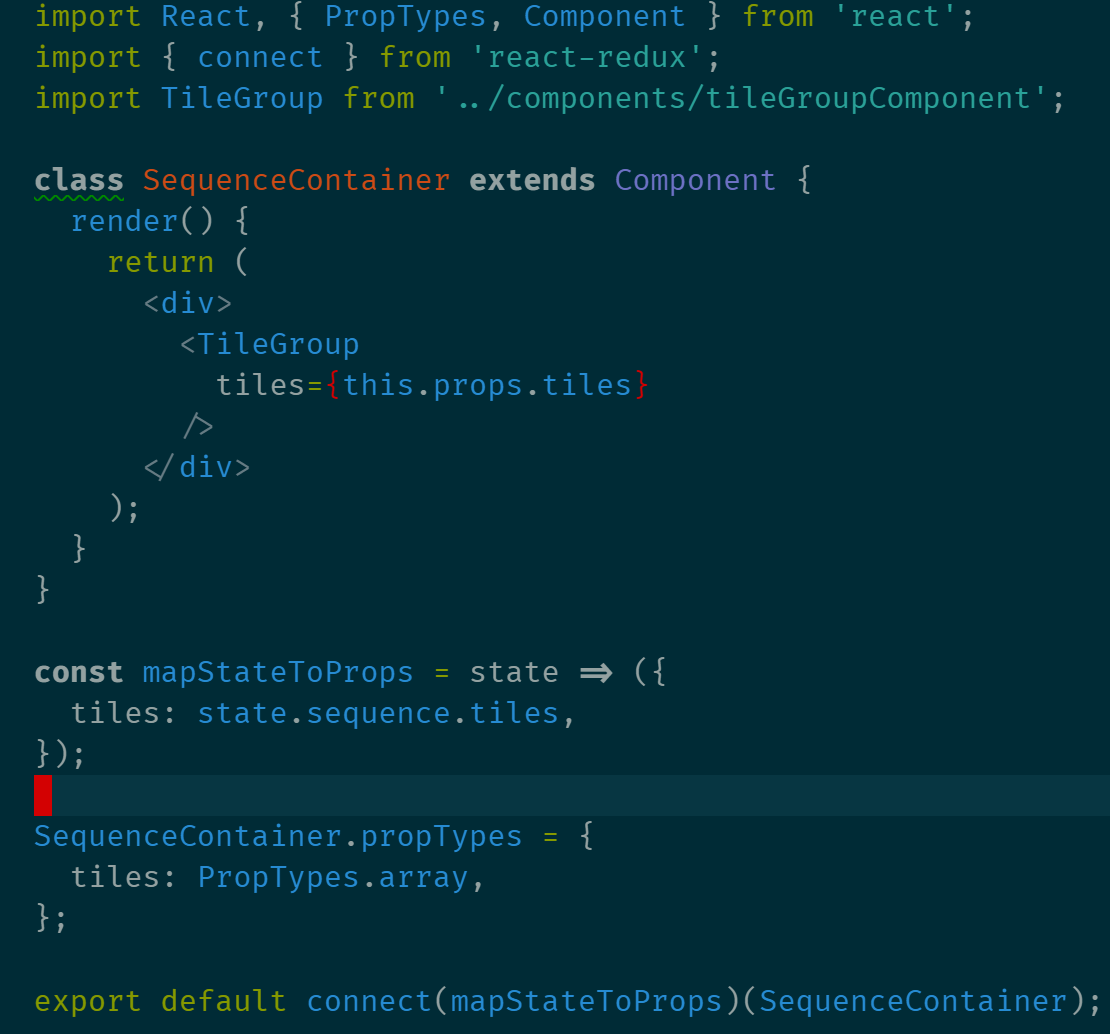 import React, { PropTypes, Component } from 'react';
import { connect } from 'react-redux';
import TileGroup from '../components/tileGroupComponent';

class SequenceContainer extends Component {
  render() {
    return (
      <div>
        <TileGroup
          tiles={this.props.tiles}
        />
      </div>
    );
  }
}

const mapStateToProps = state => ({
  tiles: state.sequence.tiles,
});

SequenceContainer.propTypes = {
  tiles: PropTypes.array,
};

export default connect(mapStateToProps)(SequenceContainer);